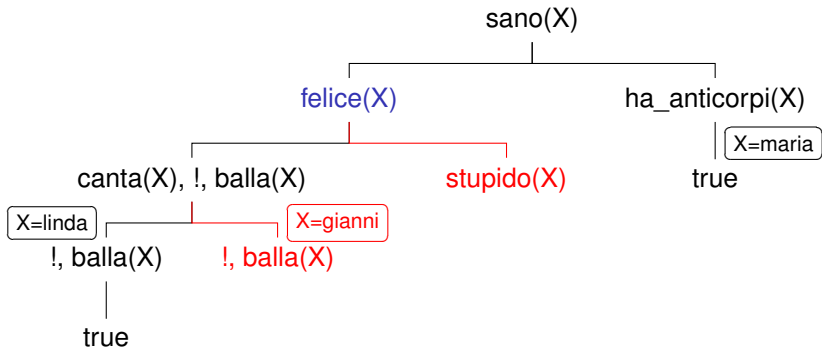 sano(X)
felice(X)
ha_anticorpi(X)
X=maria
canta(X), !, balla(X)
stupido(X)
true
X=linda
X=gianni
!, balla(X)
!, balla(X)
true